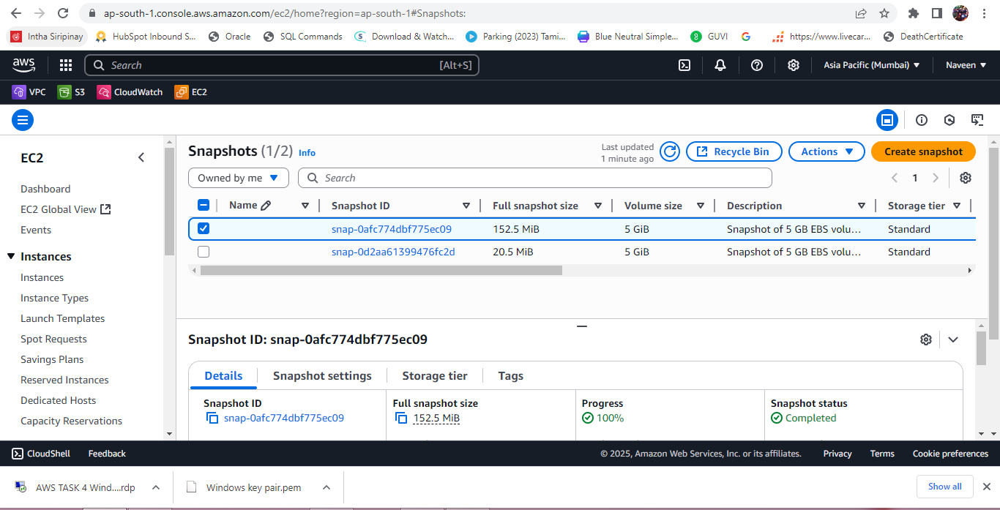 ap-south-1.console.aws.amazon.com/ec2/home?region=ap-south-1#Snapshots:
Intha Siripinay HubSpot Inbound S... Oracle SQL Commands Download & Watch... Parking (2023) Tami... Blue Neutral Simple... GUVI https://www.livecar... DeathCertificate
aws Search [Alt+S] Asia Pacific (Mumbai) Naveen
VPC S3 CloudWatch EC2
EC2
Dashboard
EC2 Global View
Events
Instances
Instances
Instance Types
Launch Templates
Spot Requests
Savings Plans
Reserved Instances
Dedicated Hosts
Capacity Reservations
Snapshots (1/2) Info
Last updated
1 minute ago
Recycle Bin Actions Create snapshot
Owned by me Search 1
Name Snapshot ID Full snapshot size Volume size Description Storage tier
snap-0afc774dbf775ec09 152.5 MiB 5 GiB Snapshot of 5 GB EBS volu... Standard
snap-0d2aa61399476fc2d 20.5 MiB 5 GiB Snapshot of 5 GB EBS volu... Standard
Snapshot ID: snap-0afc774dbf775ec09
Details Snapshot settings Storage tier Tags
Snapshot ID Full snapshot size Progress Snapshot status
snap-0afc774dbf775ec09 152.5 MiB 100% Completed
CloudShell Feedback © 2025, Amazon Web Services, Inc. or its affiliates. Privacy Terms Cookie preferences
AWS TASK 4 Wind....rdp Windows key pair.pem Show all